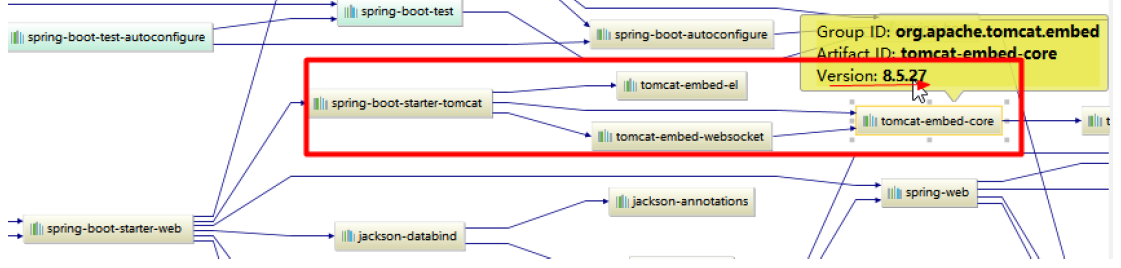 spring-boot-test
spring-boot-test-autoconfigure
spring-boot-autoconfigure
Group ID: org.apache.tomcat.embed
Artifact ID: tomcat-embed-core
Version: 8.5.27
spring-boot-starter-tomcat
tomcat-embed-el
tomcat-embed-core
t
tomcat-embed-websocket
spring-web
jackson-annotations
spring-boot-starter-web
jackson-databind